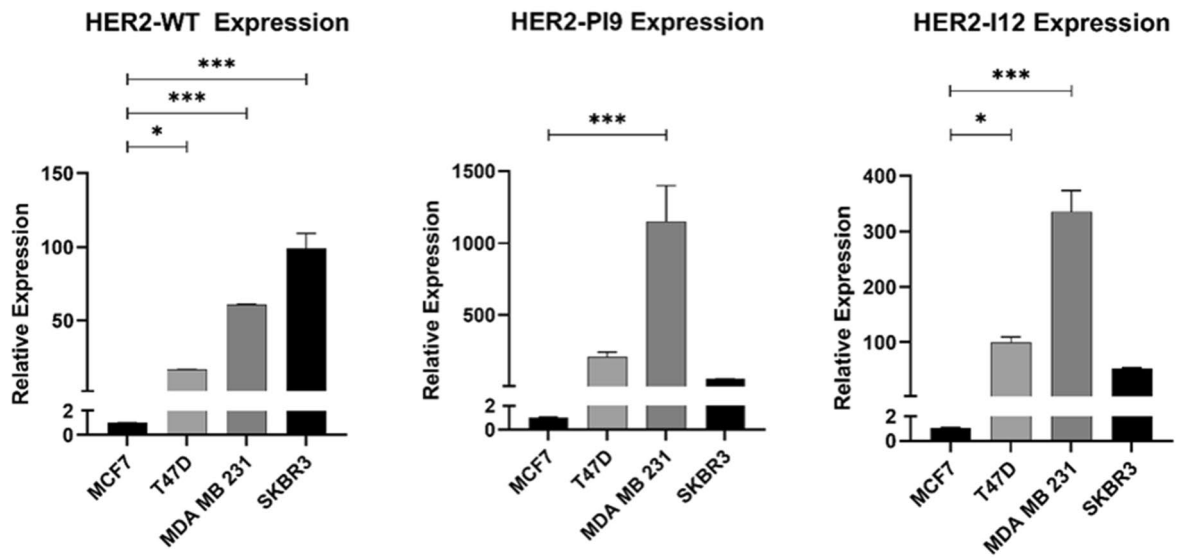 HER2-WT Expression
***
***
*
Relative Expression
150
100
50
2
0
MCF7
T47D
MDA MB 231
SKBR3
HER2-PI9 Expression
***
Relative Expression
1500
1000
500
2
0
MCF7
T47D
MDA MB 231
SKBR3
HER2-I12 Expression
***
*
Relative Expression
400
300
200
100
2
0
MCF7
T47D
MDA MB 231
SKBR3